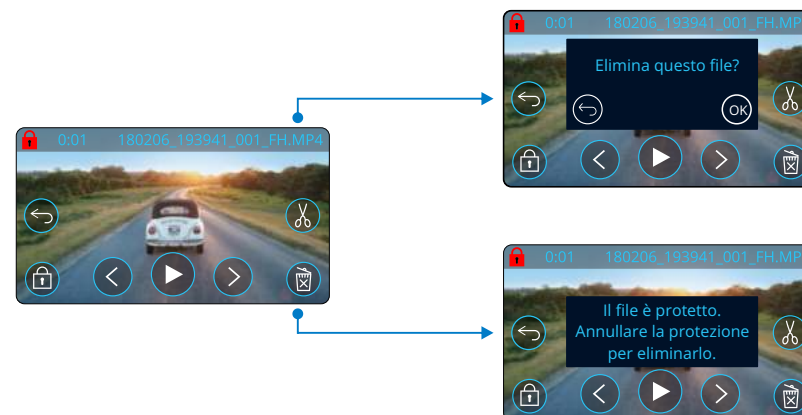 0:01 180206_193941_001_FH.MP4
0:01 180206_193941_001_FH.MP
Elimina questo file?
OK
0:01 180206_193941_001_FH.MP
Il file è protetto.
Annullare la protezione
per eliminarlo.